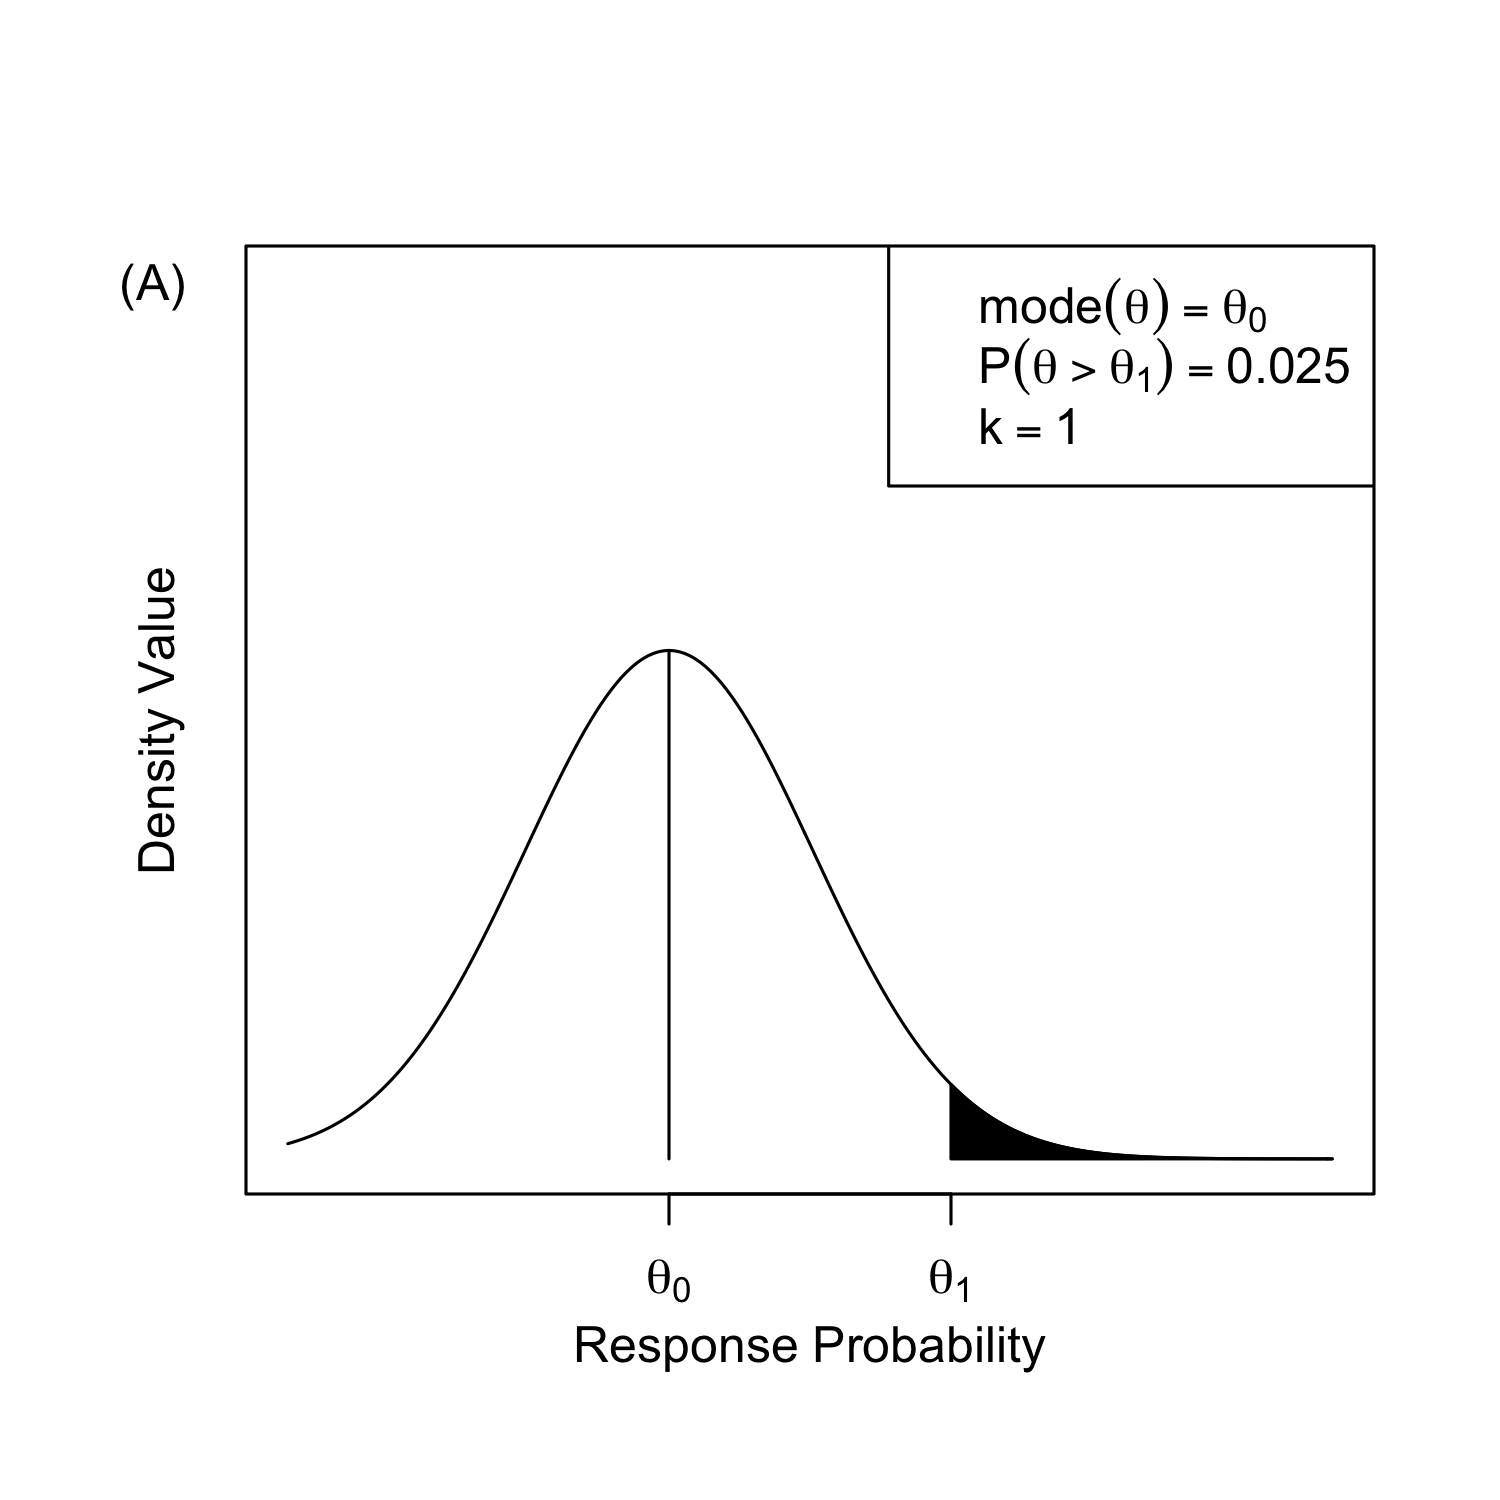 (A)
mode(θ) = θ₀
P(θ > θ₁) = 0.025
k = 1
Density Value
θ₀
θ₁
Response Probability